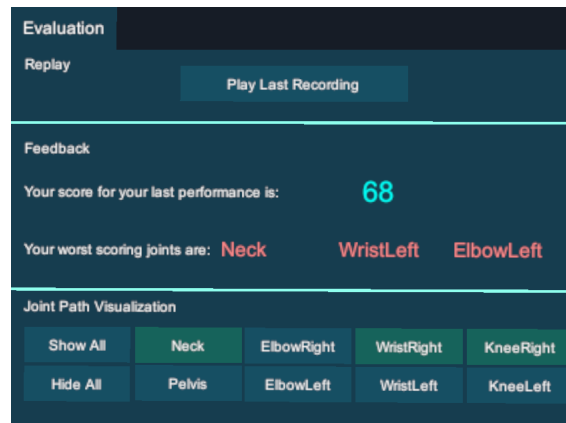 Evaluation
Replay
Play Last Recording
Feedback
Your score for your last performance is: 68
Your worst scoring joints are: Neck WristLeft ElbowLeft
Joint Path Visualization
Show All Neck ElbowRight WristRight KneeRight
Hide All Pelvis ElbowLeft WristLeft KneeLeft